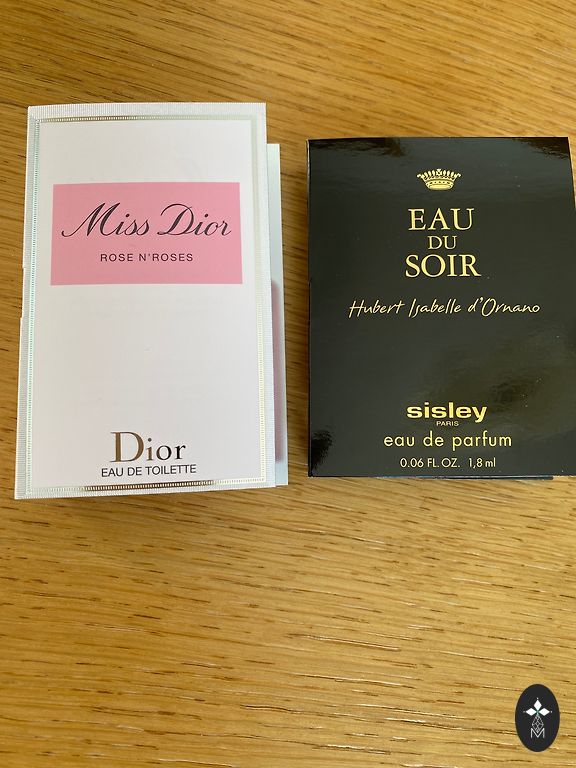 Miss Dior
ROSE N'ROSES
Dior
EAU DE TOILETTE
EAU
DU
SOIR
Hubert Isabelle d'Ornano
sisley
PARIS
eau de parfum
0.06 FL. OZ. 1,8 ml
M